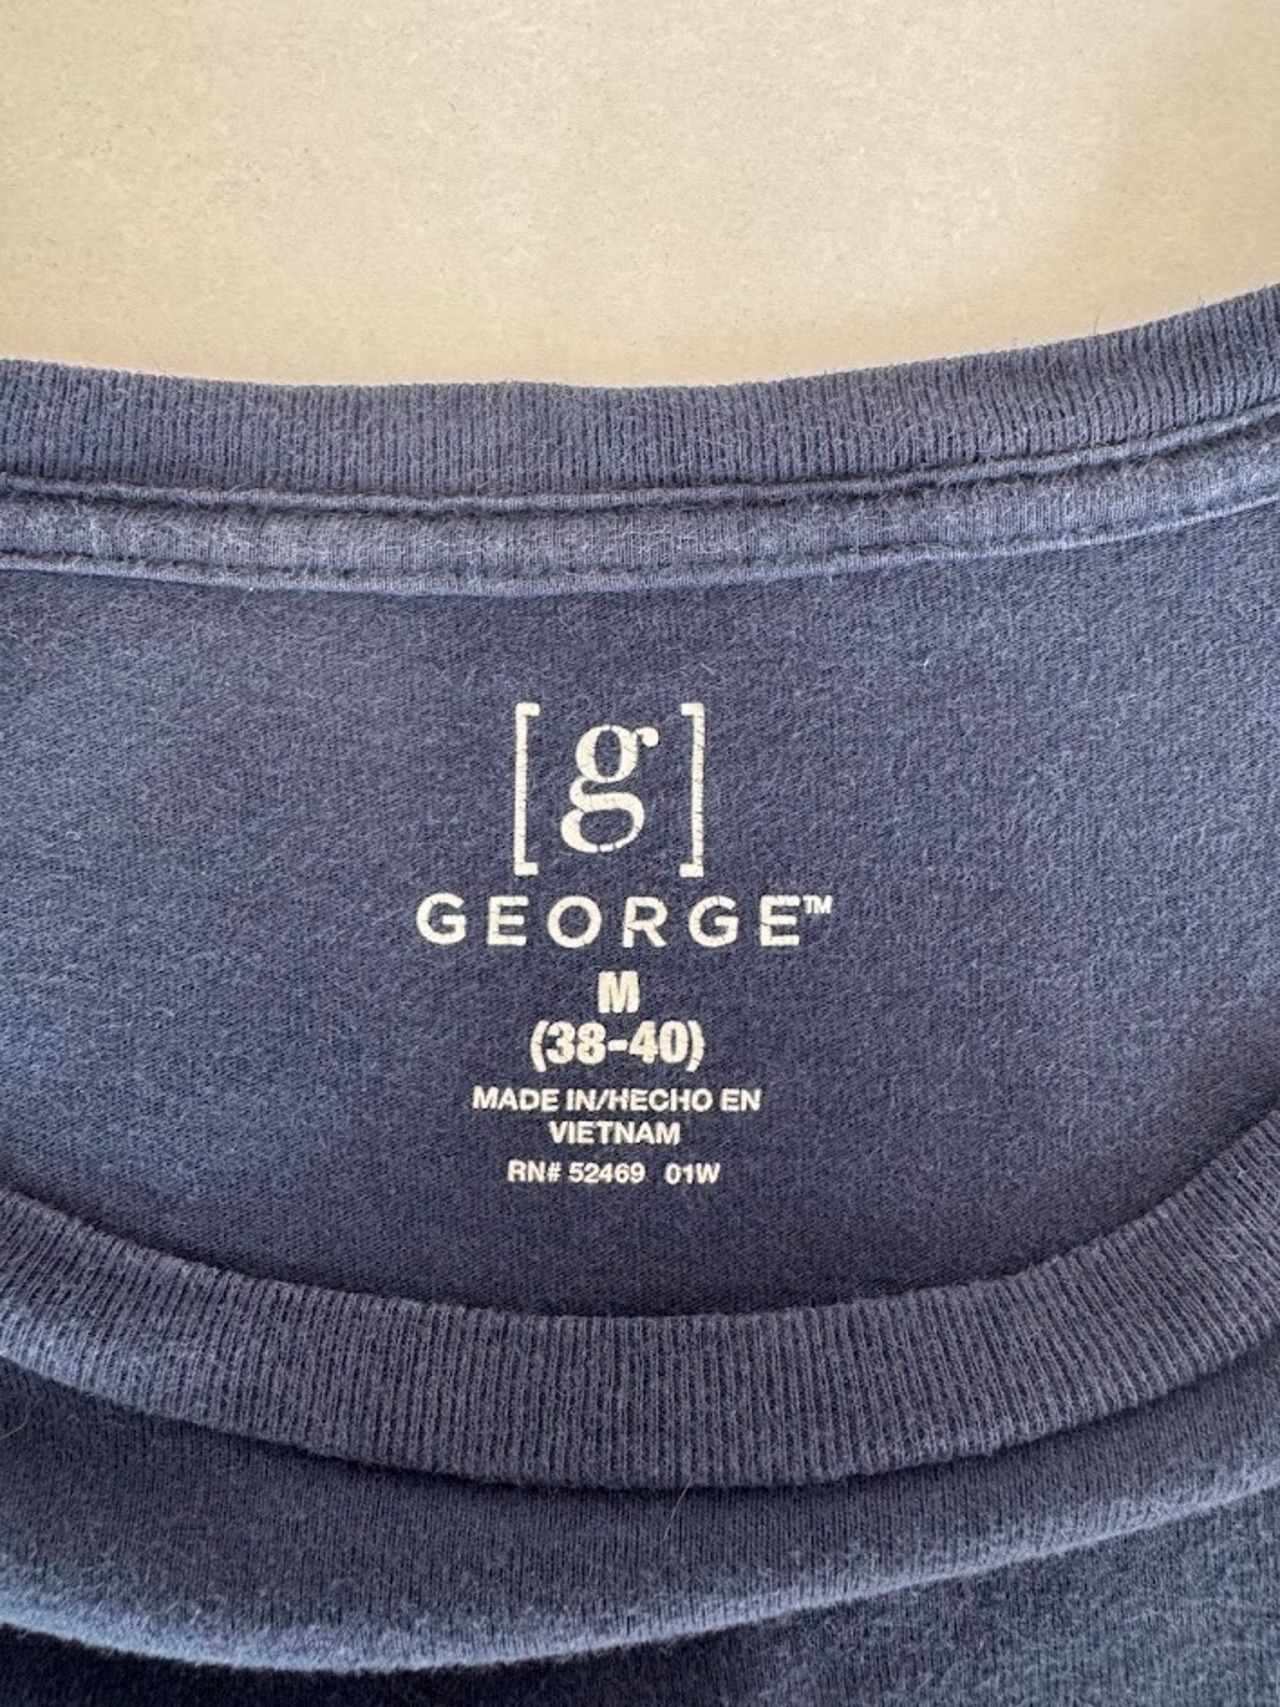 [g]
GEORGE™
M
(38-40)
MADE IN/HECHO EN
VIETNAM
RN# 52469 01W